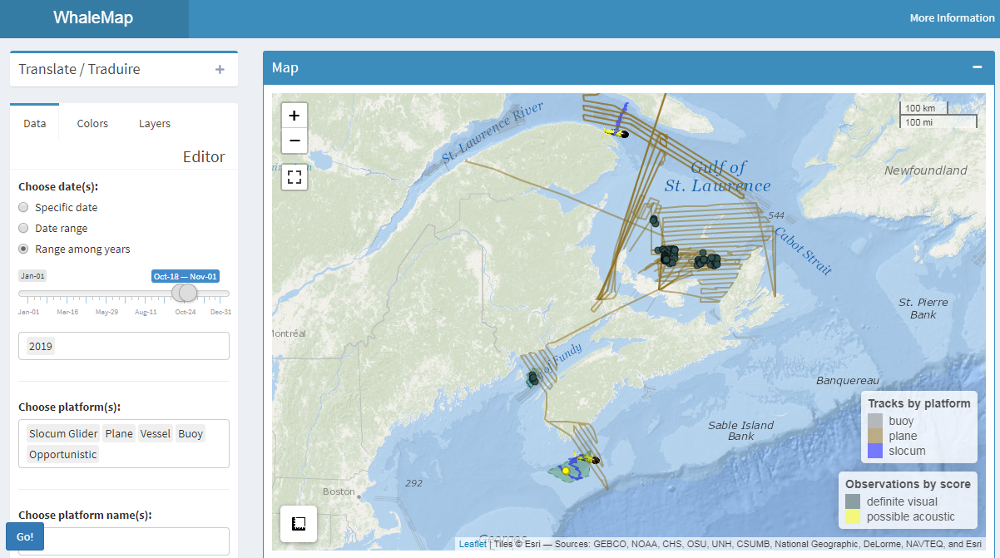 WhaleMap
More Information
Translate / Traduire
+
Data
Colors
Layers
Editor
Choose date(s):
Specific date
Date range
Range among years
Jan-01
Oct-18 — Nov-01
Jan-01
Mar-16
May-29
Aug-11
Oct-24
Dec-31
2019
Choose platform(s):
Slocum Glider
Plane
Vessel
Buoy
Opportunistic
Choose platform name(s):
Go!
Map
−
+
−
St. Lawrence River
100 km
100 mi
Gulf of
St. Lawrence
Newfoundland
544
Cabot Strait
St. Pierre
Bank
of Fundy
Banquereau
Sable Island
Bank
292
Boston
Tracks by platform
buoy
plane
slocum
Observations by score
definite visual
possible acoustic
Leaflet | Tiles © Esri — Sources: GEBCO, NOAA, CHS, OSU, UNH, CSUMB, National Geographic, DeLorme, NAVTEQ, and Esri